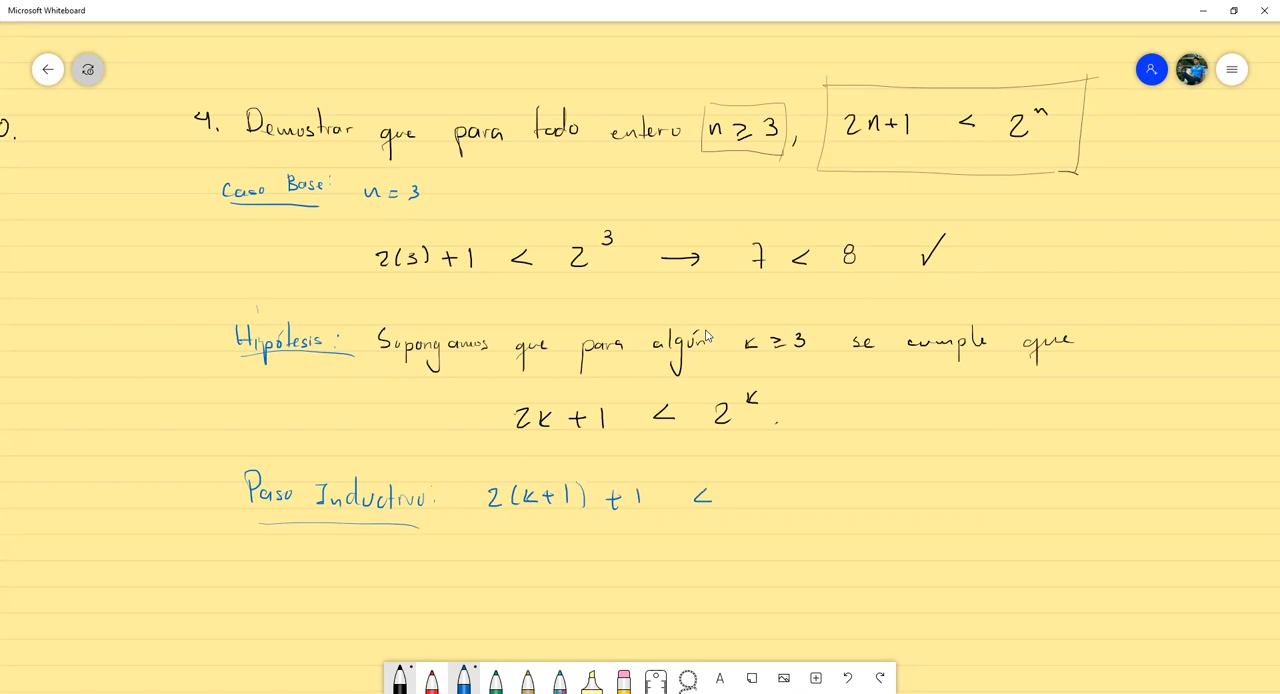 Microsoft Whiteboard
0.
4. Demostrar que para todo entero n ≥ 3, 2n+1 < 2^n
Caso Base: n = 3
2(3) + 1 < 2^3 → 7 < 8 ✓
Hipótesis: Supongamos que para algún k ≥ 3 se cumple que
2k + 1 < 2^k.
Paso Inductivo: 2(k+1) + 1 <
A